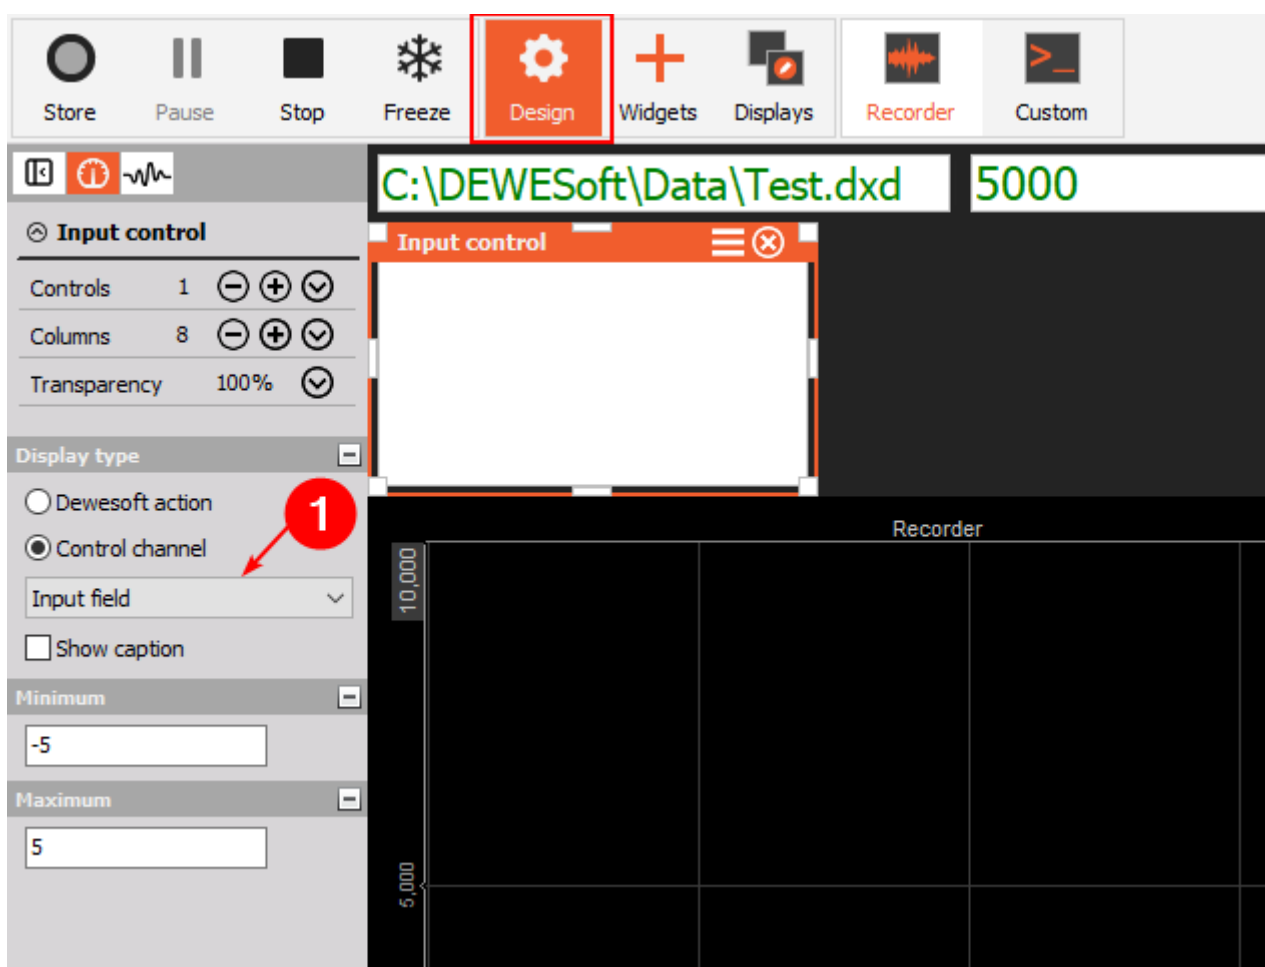 Store Pause Stop Freeze Design Widgets Displays Recorder Custom
C:\DEWESoft\Data\Test.dxd 5000
Input control
Controls 1
Columns 8
Transparency 100%
Display type
Dewesoft action
Control channel
1
Input field
Show caption
Minimum
-5
Maximum
5
Input control
Recorder
10,000
5,000